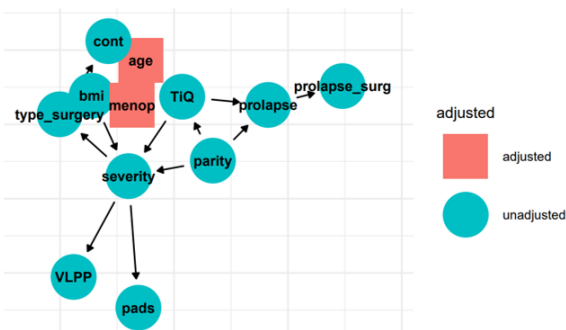 cont
age
prolapse_surg
bmi
TiQ
menop
prolapse
type_surgery
parity
severity
VLPP
pads
adjusted
adjusted
unadjusted